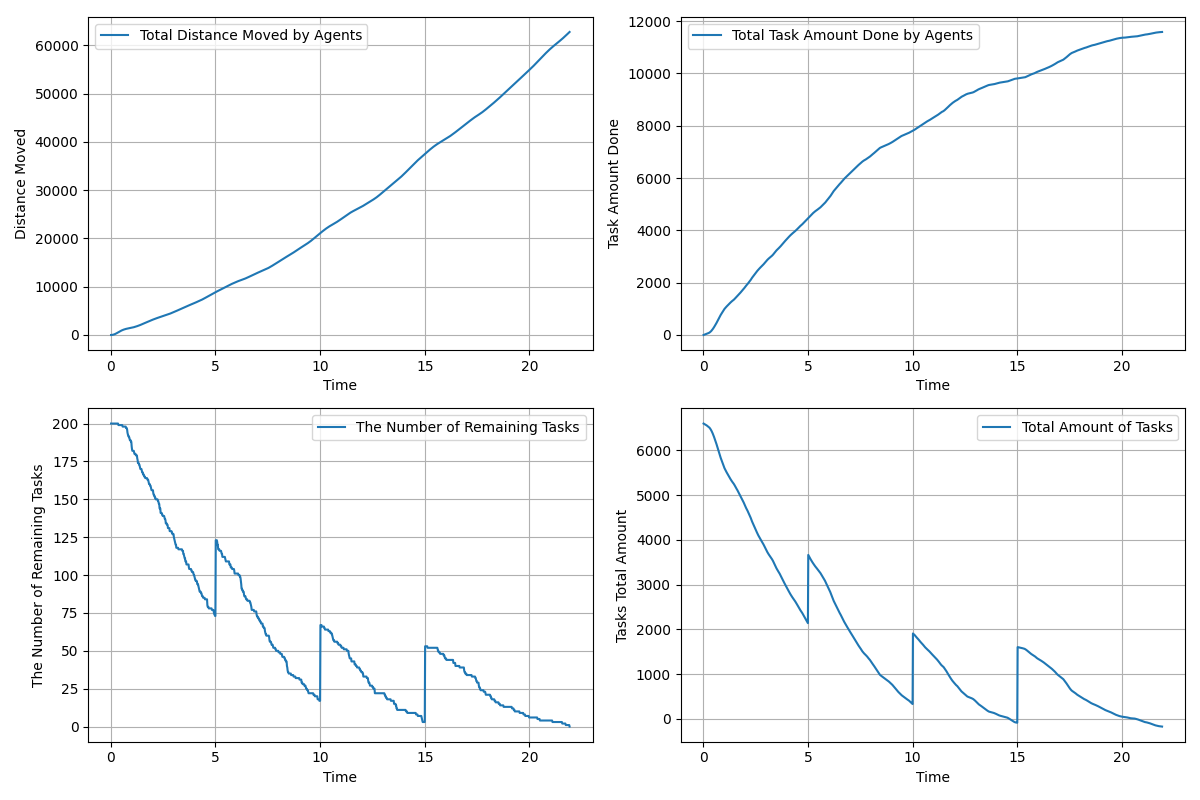 Total Distance Moved by Agents
Distance Moved
60000
50000
40000
30000
20000
10000
0
0 5 10 15 20
Time
Total Task Amount Done by Agents
Task Amount Done
12000
10000
8000
6000
4000
2000
0
0 5 10 15 20
Time
The Number of Remaining Tasks
The Number of Remaining Tasks
200
175
150
125
100
75
50
25
0
0 5 10 15 20
Time
Total Amount of Tasks
Tasks Total Amount
6000
5000
4000
3000
2000
1000
0
0 5 10 15 20
Time